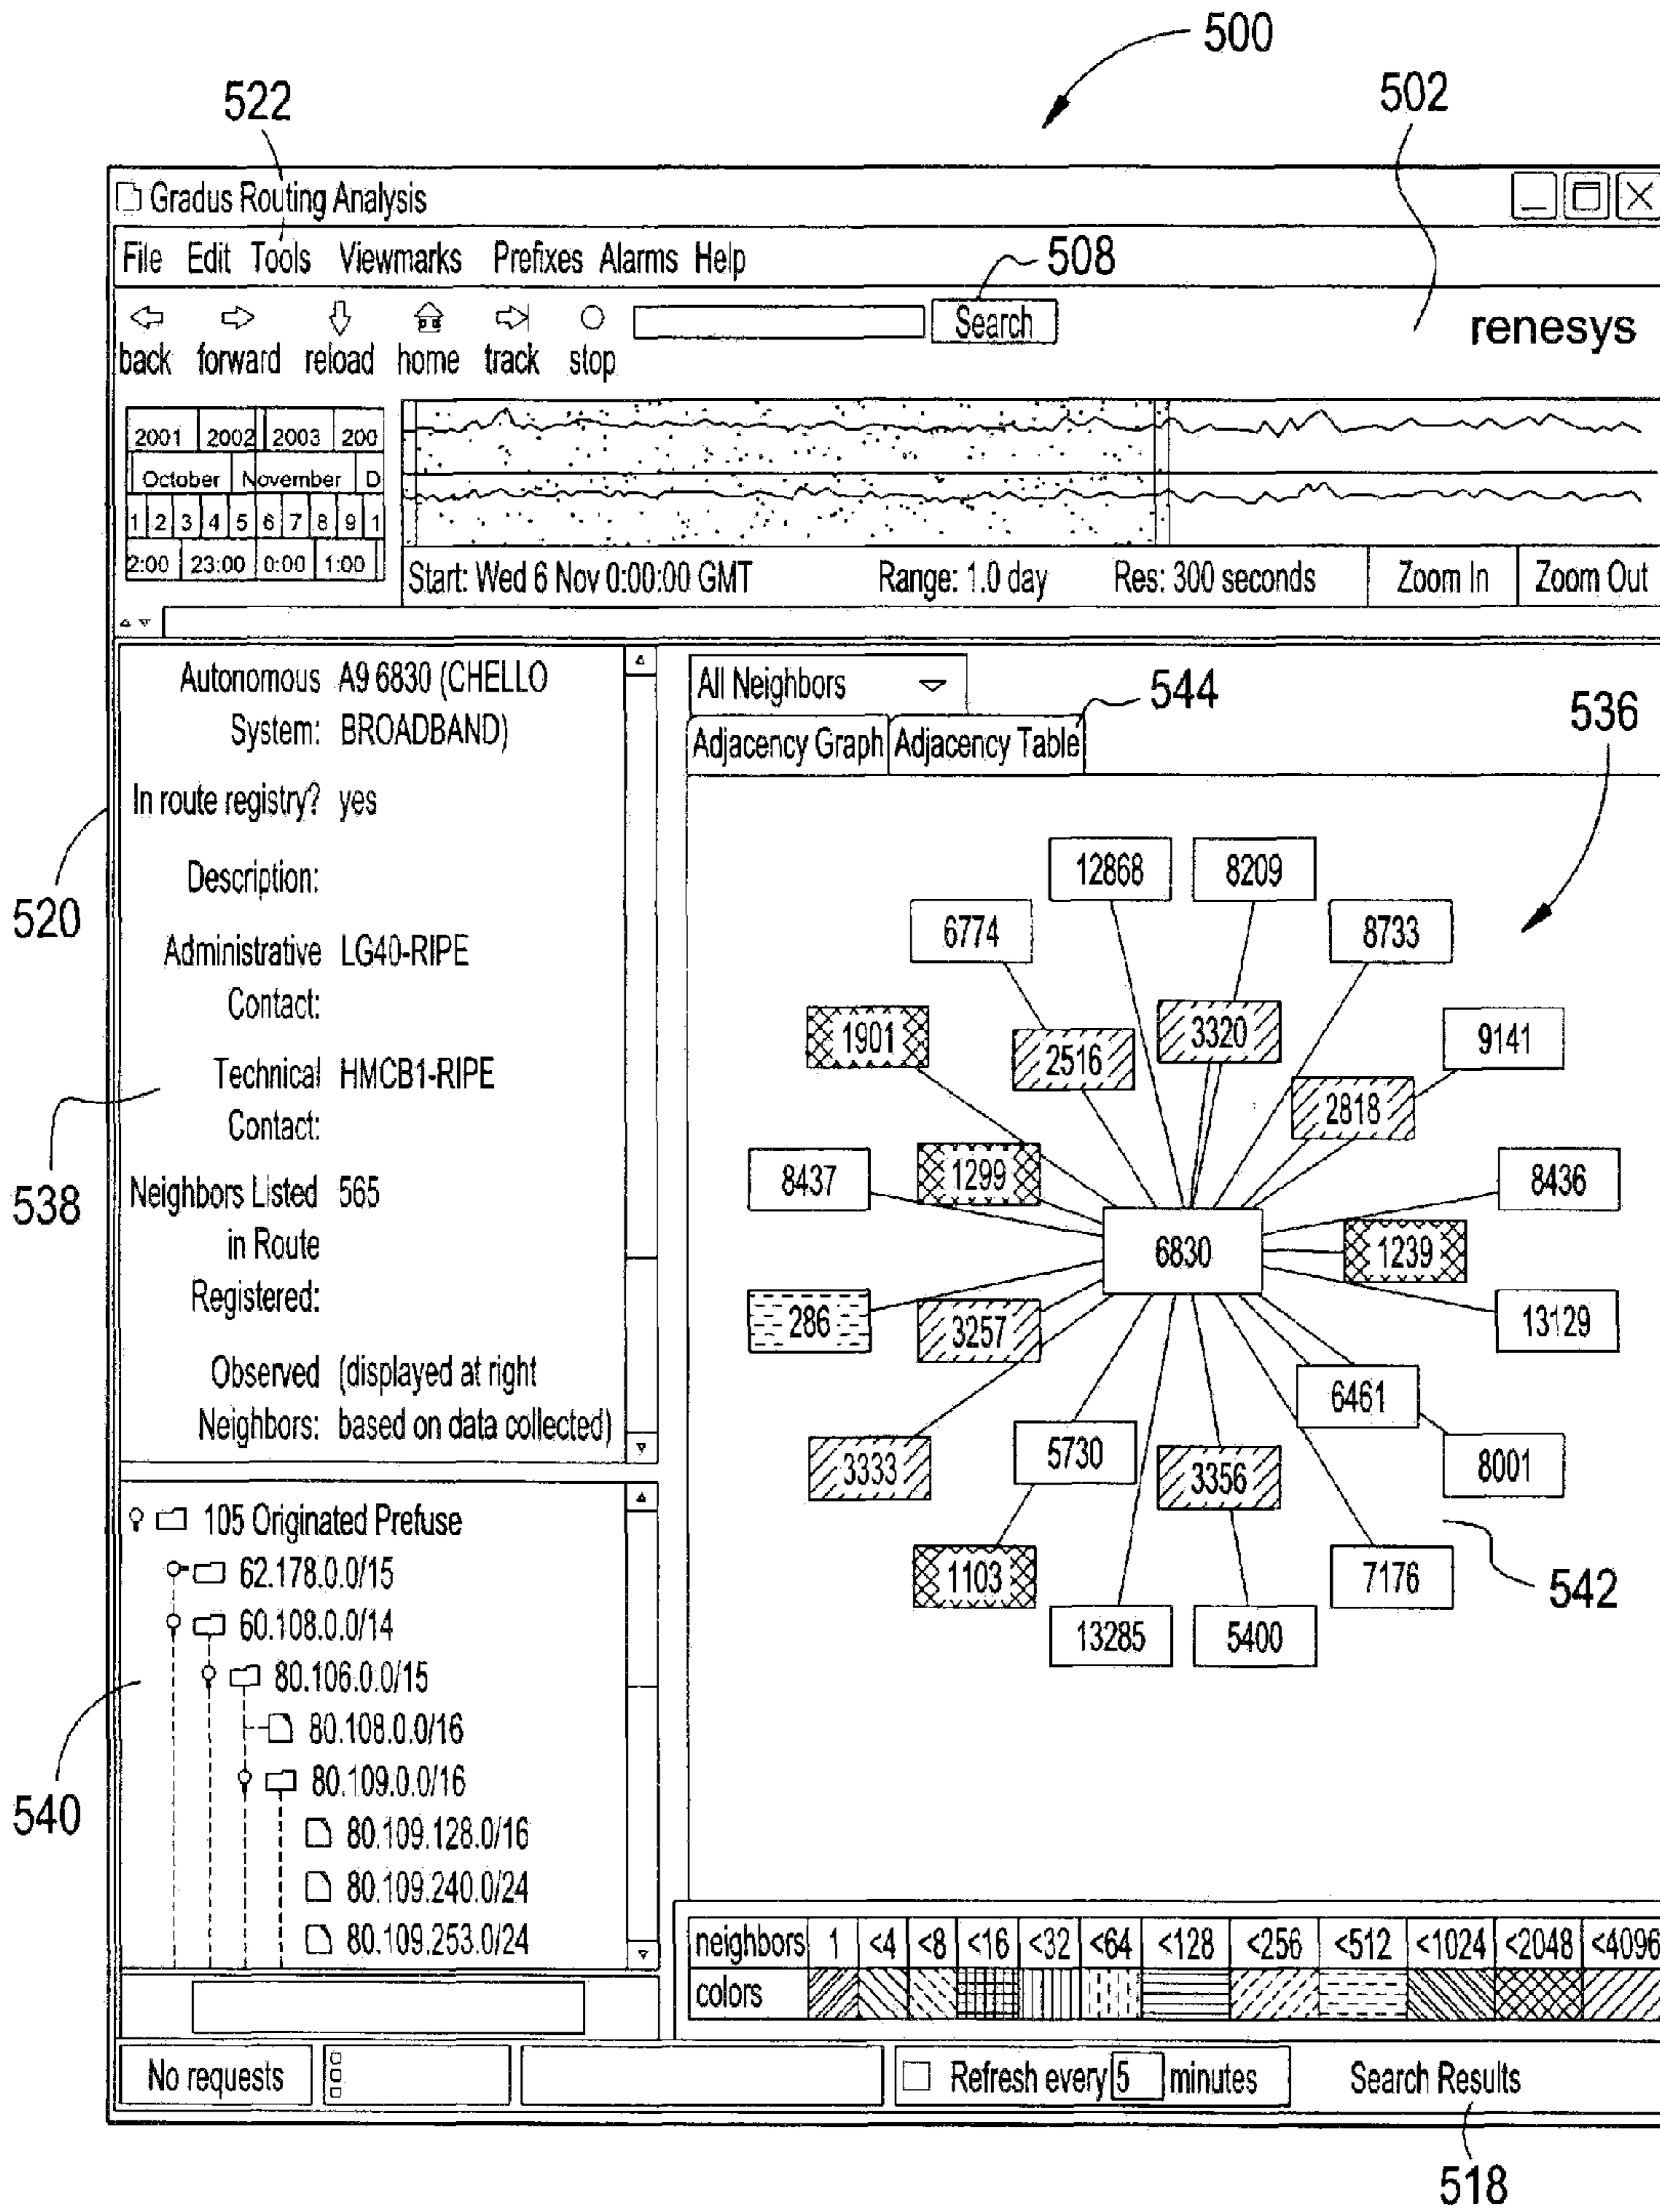 500
522
502
Gradus Routing Analysis
File Edit Tools Viewmarks Prefixes Alarms Help
508
back forward reload home track stop
Search
renesys
2001 2002 2003 200
October November D
1 2 3 4 5 6 7 8 9 1
2:00 23:00 0:00 1:00
Start: Wed 6 Nov 0:00:00 GMT Range: 1.0 day Res: 300 seconds Zoom In Zoom Out
Autonomous A9 6830 (CHELLO
System: BROADBAND)
In route registry? yes
Description:
Administrative LG40-RIPE
Contact:
Technical HMCB1-RIPE
Contact:
Neighbors Listed 565
in Route
Registered:
Observed (displayed at right
Neighbors: based on data collected)
520
538
105 Originated Prefuse
62.178.0.0/15
60.108.0.0/14
80.106.0.0/15
80.108.0.0/16
80.109.0.0/16
80.109.128.0/16
80.109.240.0/24
80.109.253.0/24
540
All Neighbors
544
Adjacency Graph Adjacency Table
536
12868 8209
6774 8733
1901 2516 3320 9141
2818
8437 1299 8436
6830 1239
286 3257 13129
6461
3333 5730 3356 8001
1103 7176
542
13285 5400
neighbors 1 <4 <8 <16 <32 <64 <128 <256 <512 <1024 <2048 <4096
colors
No requests
Refresh every 5 minutes
Search Results
518